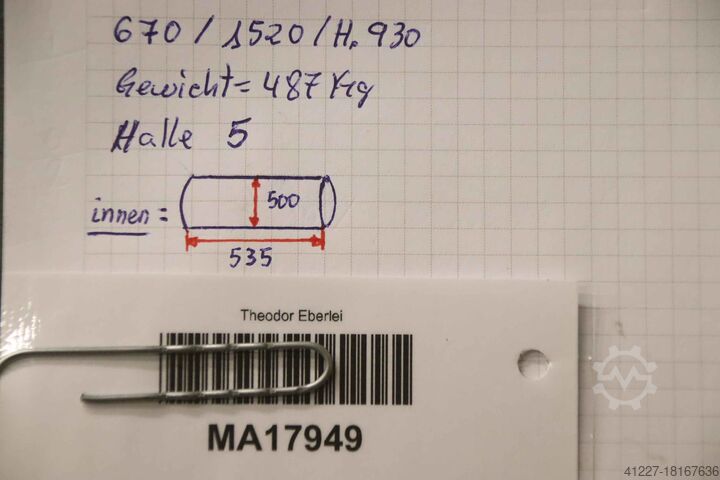 670 / 1520 / H. 930
Gewicht = 487 Kg
Halle 5
innen =
500
535
Theodor Eberlei
MA17949
41227-18167636